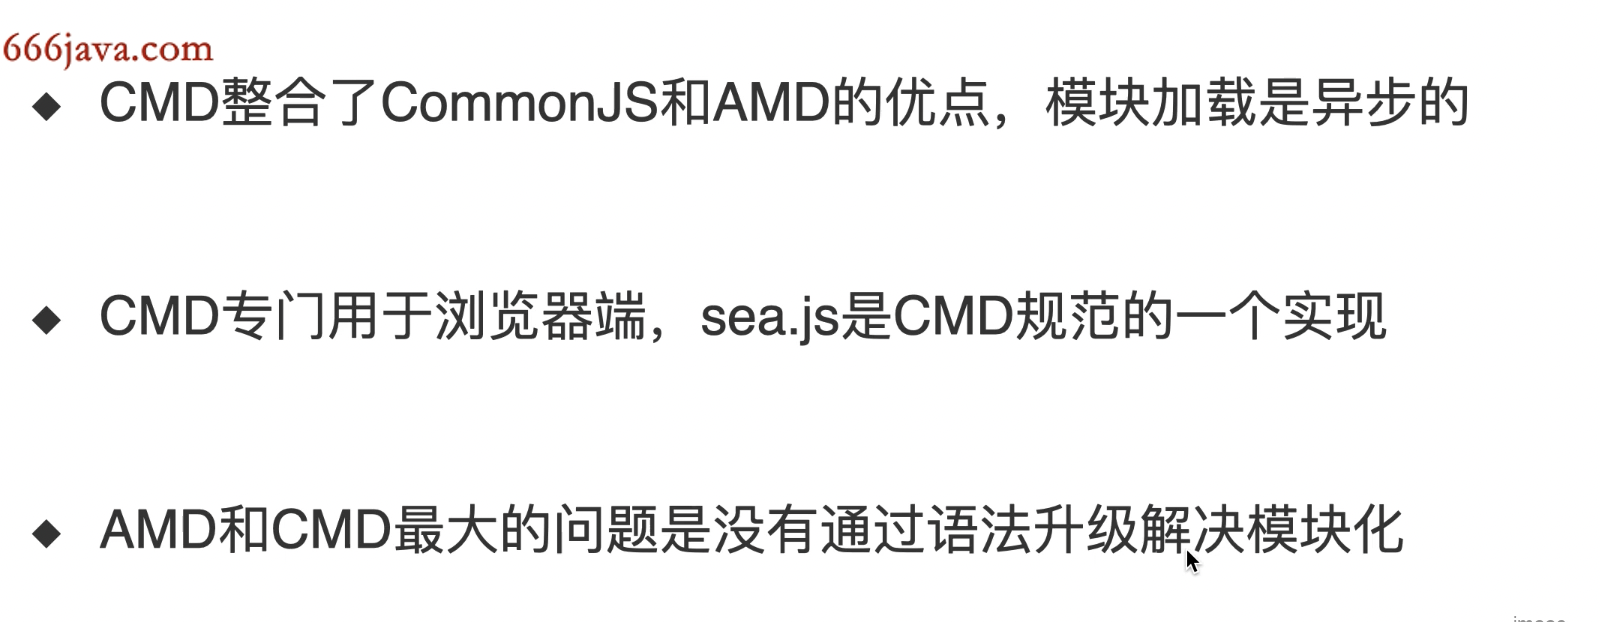 666java.com
◆ CMD整合了CommonJS和AMD的优点，模块加载是异步的
◆ CMD专门用于浏览器端，sea.js是CMD规范的一个实现
◆ AMD和CMD最大的问题是没有通过语法升级解决模块化